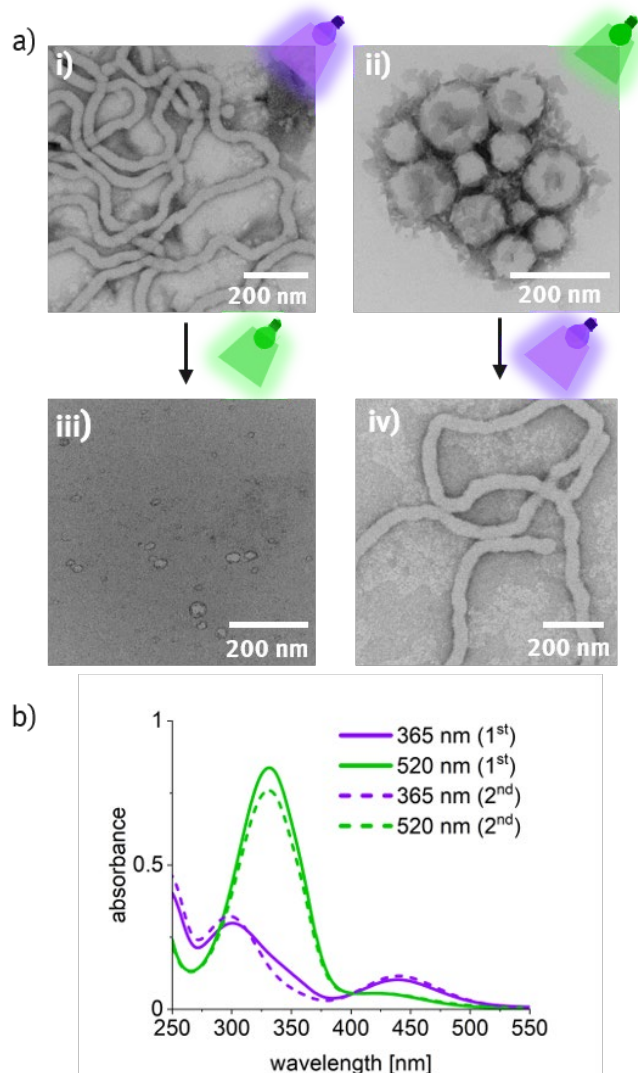 a)
i)
ii)
200 nm
200 nm
iii)
iv)
200 nm
200 nm
b)
1
0.5
0
absorbance
365 nm (1st)
520 nm (1st)
365 nm (2nd)
520 nm (2nd)
250 300 350 400 450 500 550
wavelength [nm]